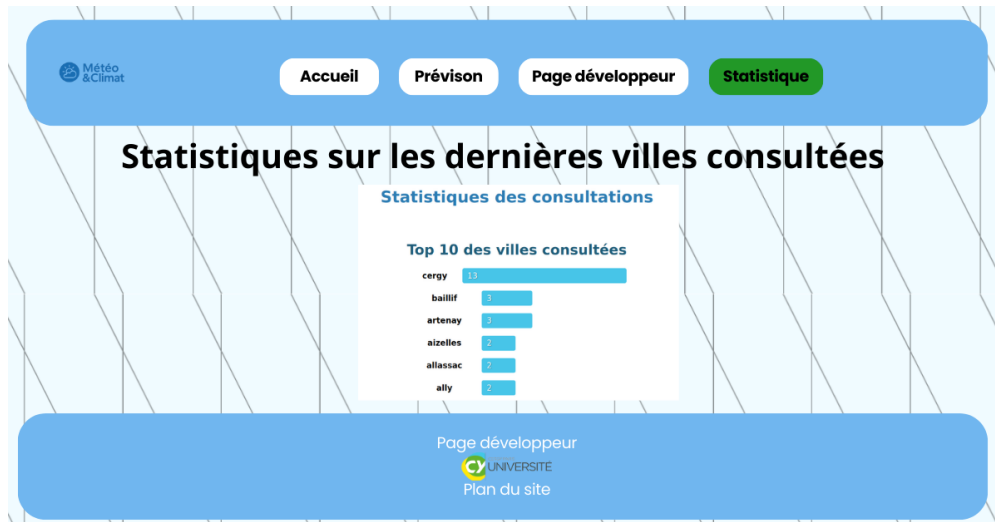 Météo
&Climat
Accueil
Prévison
Page développeur
Statistique
Statistiques sur les dernières villes consultées
Statistiques des consultations
Top 10 des villes consultées
cergy 13
baillif 3
artenay 3
aizelles 2
allassac 2
ally 2
Page développeur
CY UNIVERSITÉ
Plan du site